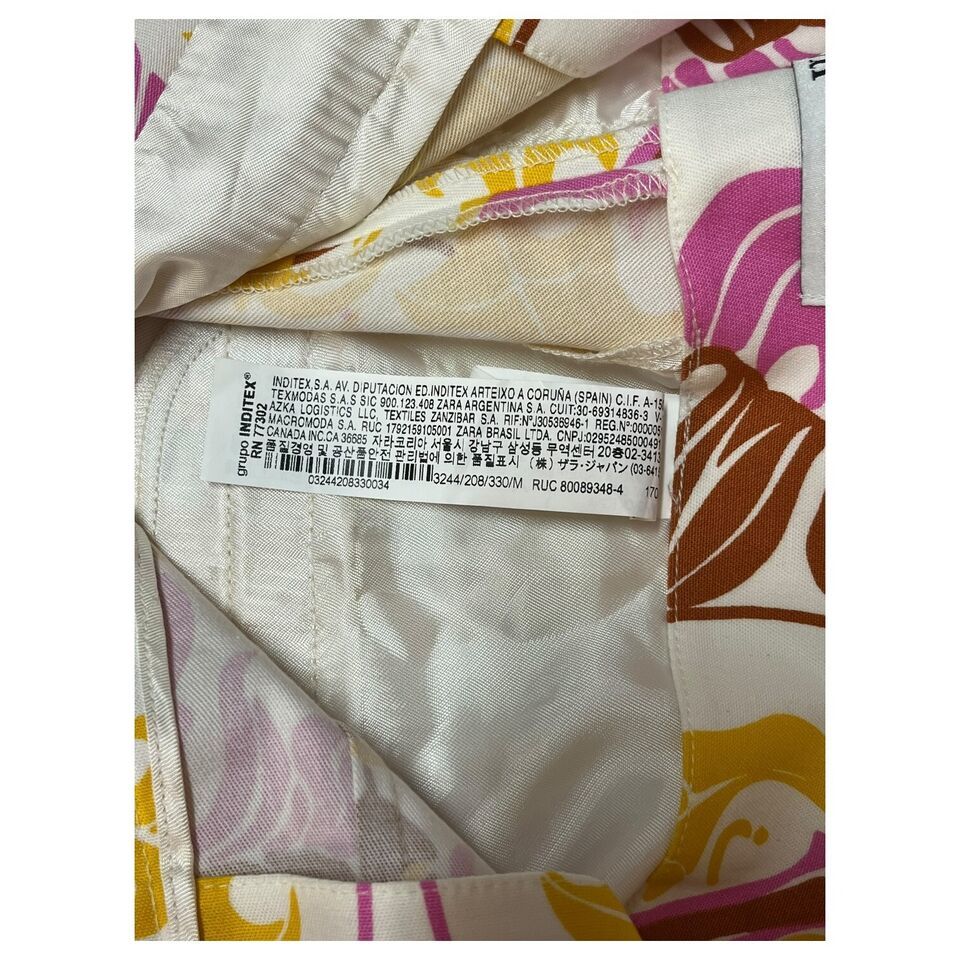 grupo INDITEX®
RN 77302
INDITEX,S.A. AV. DIPUTACION ED.INDITEX ARTEIXO A CORUÑA (SPAIN) C.I.F. A-15
TEXMODAS S.A.S SIC 900.123.408 ZARA ARGENTINA S.A. CUIT:30-69314836-3 V-
AZKA LOGISTICS LLC, TEXTILES ZANZIBAR S.A. RIF:NºJ30536946-1 REG.Nº:000005
MACROMODA S.A. RUC 1792159105001 ZARA BRASIL LTDA. CNPJ:02952485000491
CANADA INC.CA 36685 자라코리아 서울시 강남구 삼성동 무역센터 20층02-3413
품질경영 및 공산품안전관리법에 의한 품질표시 (株) ザラ・ジャパン (03-641
03244208330034 3244/208/330/M RUC 80089348-4 170